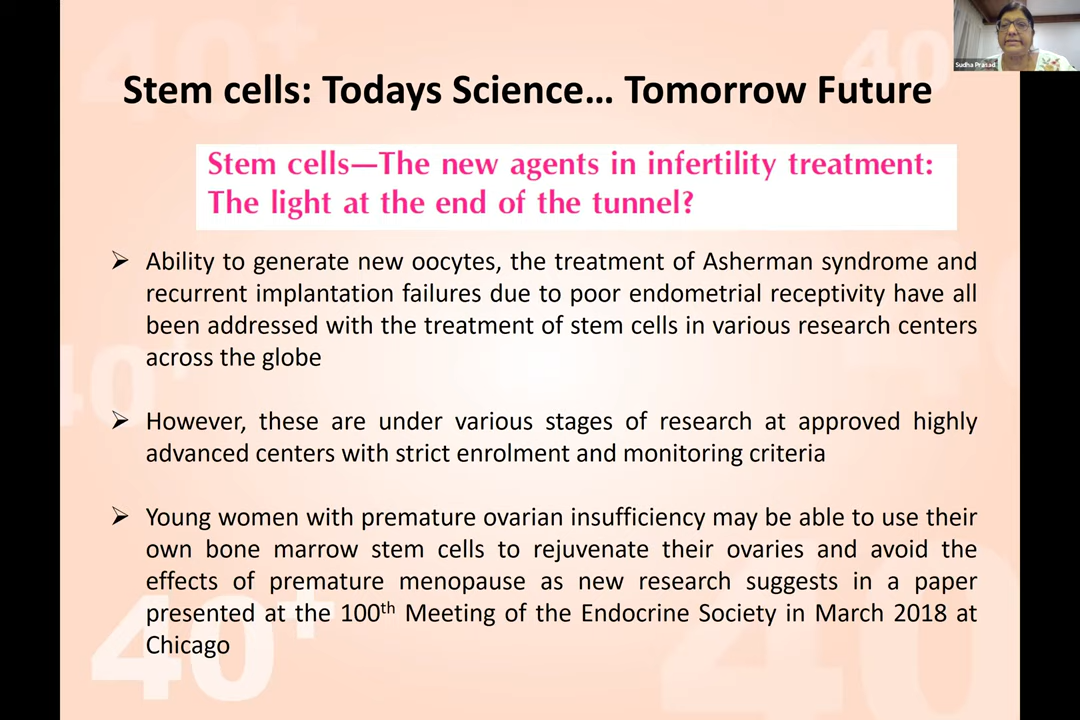 Stem cells: Todays Science... Tomorrow Future
Sudha Prasad
Stem cells—The new agents in infertility treatment:
The light at the end of the tunnel?
➢ Ability to generate new oocytes, the treatment of Asherman syndrome and
recurrent implantation failures due to poor endometrial receptivity have all
been addressed with the treatment of stem cells in various research centers
across the globe
➢ However, these are under various stages of research at approved highly
advanced centers with strict enrolment and monitoring criteria
➢ Young women with premature ovarian insufficiency may be able to use their
own bone marrow stem cells to rejuvenate their ovaries and avoid the
effects of premature menopause as new research suggests in a paper
presented at the 100th Meeting of the Endocrine Society in March 2018 at
Chicago
40+
40+
40+
40+
40